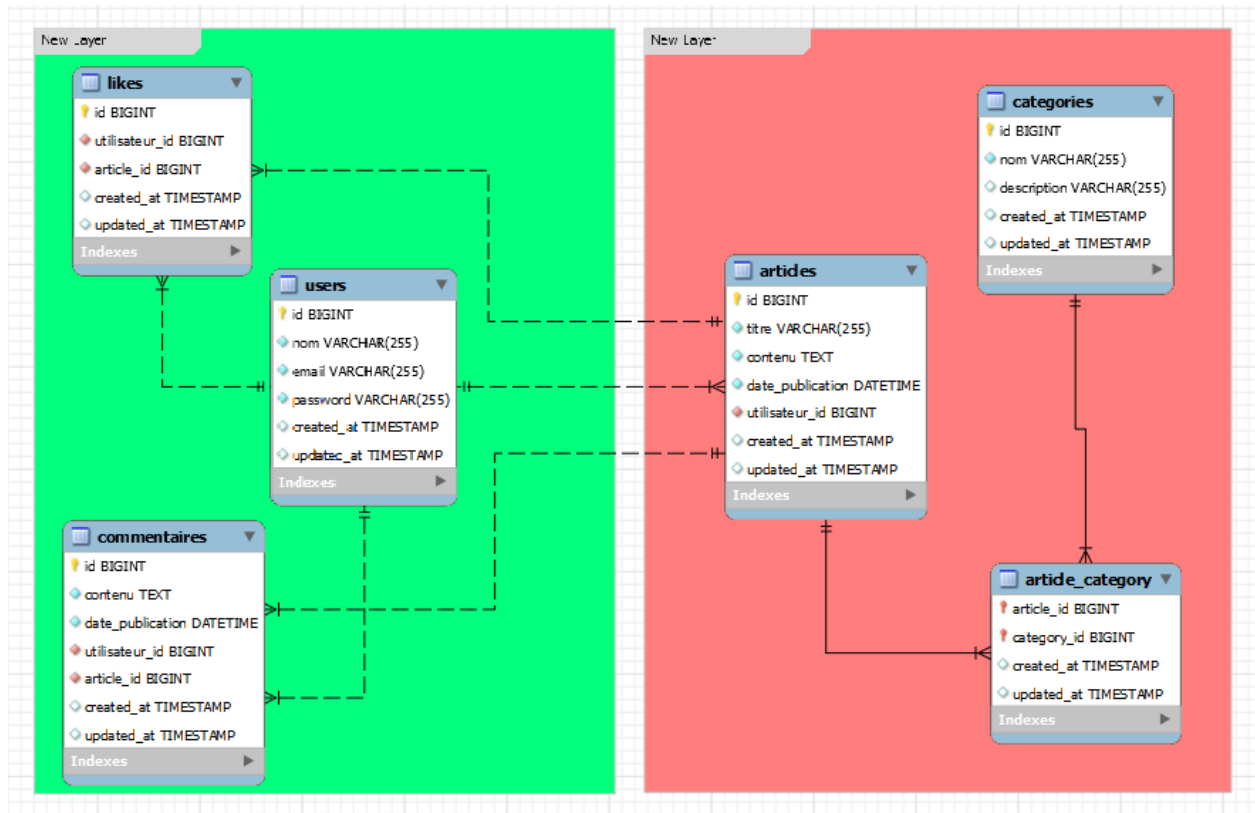 New Layer
likes
id BIGINT
utilisateur_id BIGINT
article_id BIGINT
created_at TIMESTAMP
updated_at TIMESTAMP
Indexes
users
id BIGINT
nom VARCHAR(255)
email VARCHAR(255)
password VARCHAR(255)
created_at TIMESTAMP
updated_at TIMESTAMP
Indexes
commentaires
id BIGINT
contenu TEXT
date_publication DATETIME
utilisateur_id BIGINT
article_id BIGINT
created_at TIMESTAMP
updated_at TIMESTAMP
Indexes
New Layer
categories
id BIGINT
nom VARCHAR(255)
description VARCHAR(255)
created_at TIMESTAMP
updated_at TIMESTAMP
Indexes
articles
id BIGINT
titre VARCHAR(255)
contenu TEXT
date_publication DATETIME
utilisateur_id BIGINT
created_at TIMESTAMP
updated_at TIMESTAMP
Indexes
article_category
article_id BIGINT
category_id BIGINT
created_at TIMESTAMP
updated_at TIMESTAMP
Indexes